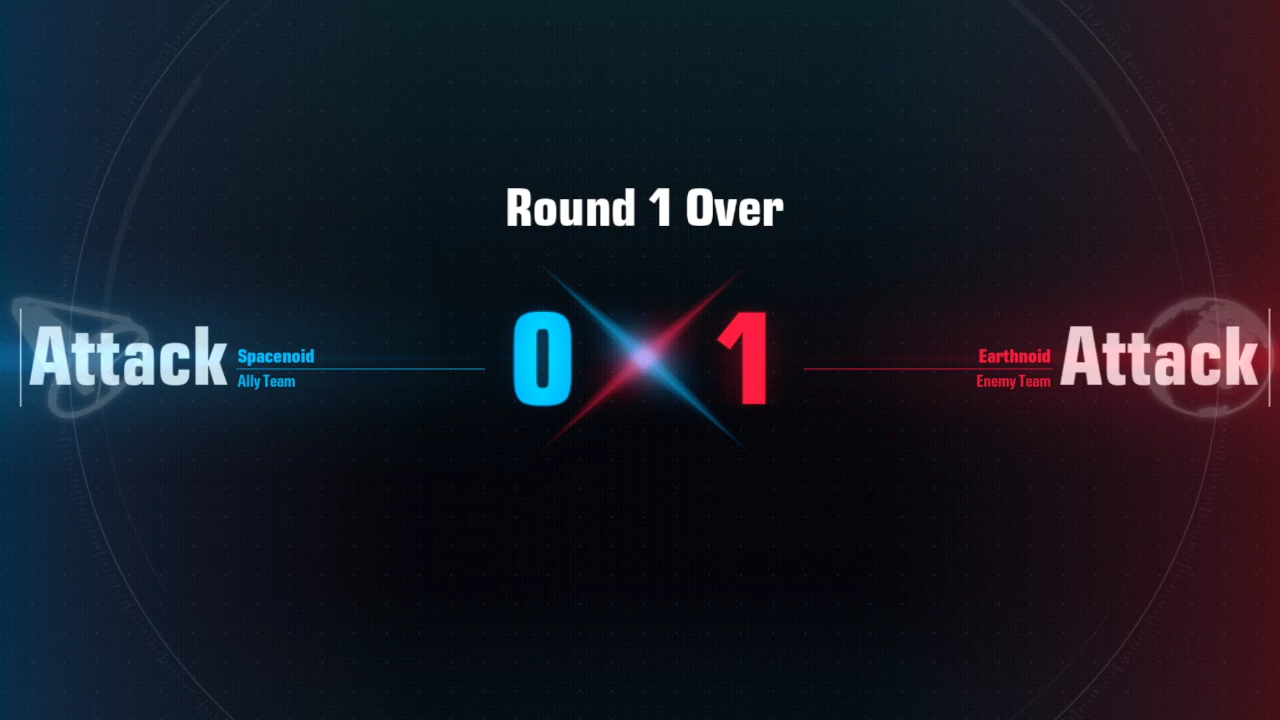 Round 1 Over
Attack
Spacenoid
Ally Team
0
1
Earthnoid
Enemy Team
Attack